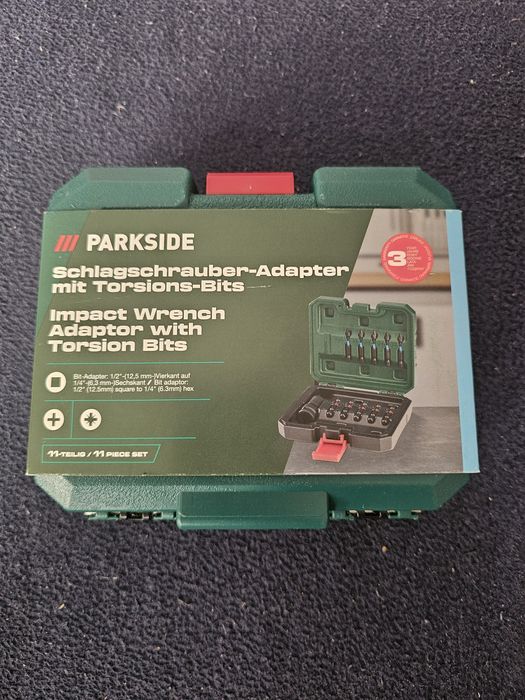 PARKSIDE
Schlagschrauber-Adapter
mit Torsions-Bits
Impact Wrench
Adaptor with
Torsion Bits
Bit-Adapter: 1/2"-(12,5 mm-)Vierkant auf
1/4"-(6,3 mm-)Sechskant / Bit adaptor:
1/2" (12.5mm) square to 1/4" (6.3mm) hex
11-TEILIG / 11 PIECE SET
3